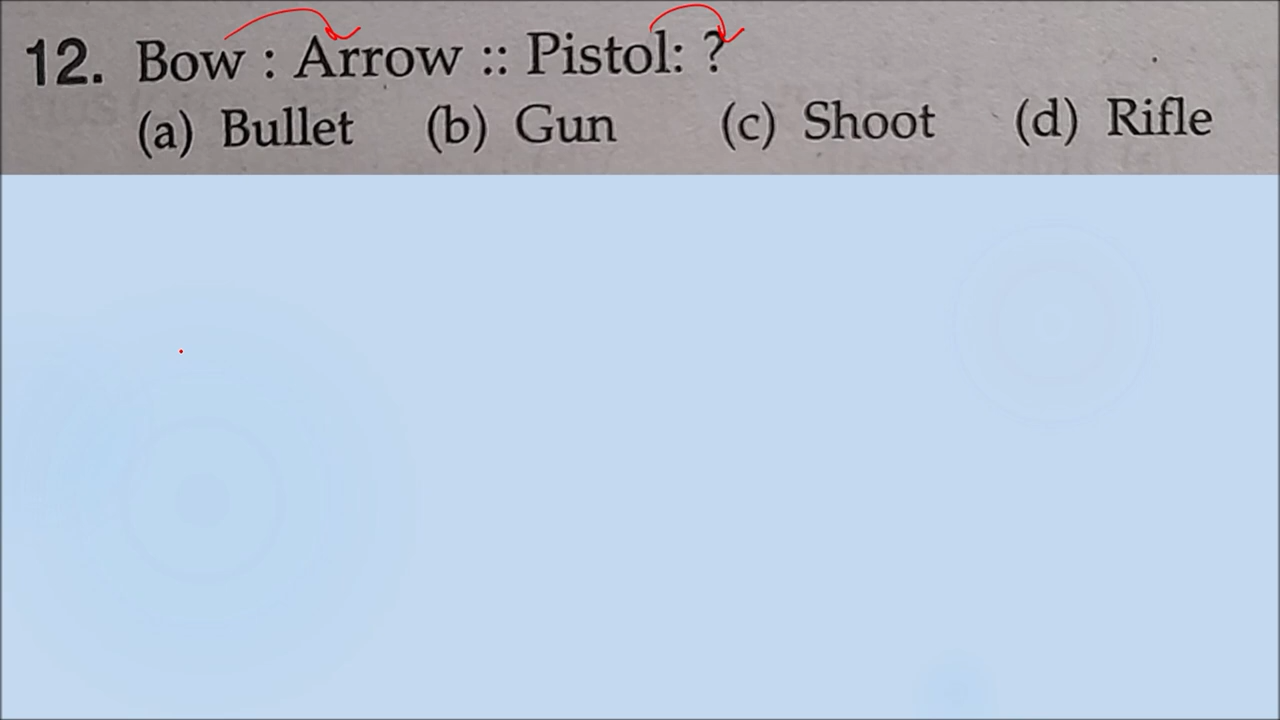 12. Bow : Arrow :: Pistol: ?
(a) Bullet (b) Gun (c) Shoot (d) Rifle